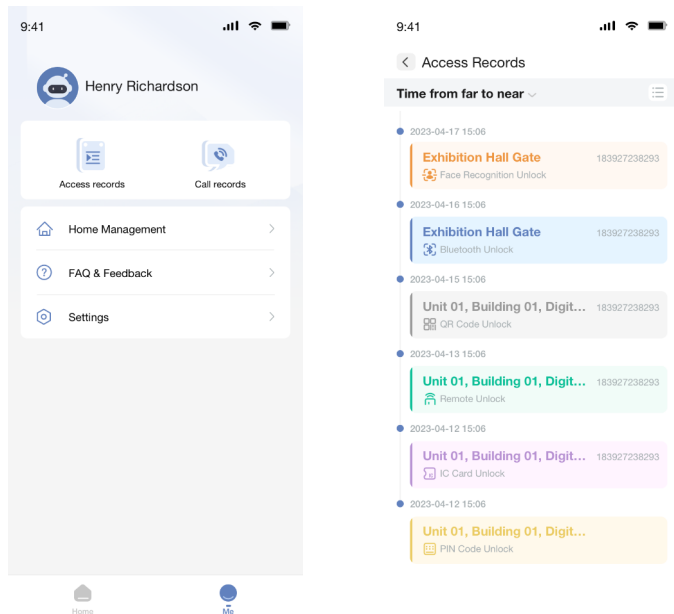 9:41
Henry Richardson
Access records
Call records
Home Management
FAQ & Feedback
Settings
Home
Me
9:41
Access Records
Time from far to near
2023-04-17 15:06
Exhibition Hall Gate 183927238293
Face Recognition Unlock
2023-04-16 15:06
Exhibition Hall Gate 183927238293
Bluetooth Unlock
2023-04-15 15:06
Unit 01, Building 01, Digit... 183927238293
QR Code Unlock
2023-04-13 15:06
Unit 01, Building 01, Digit... 183927238293
Remote Unlock
2023-04-12 15:06
Unit 01, Building 01, Digit... 183927238293
IC Card Unlock
2023-04-12 15:06
Unit 01, Building 01, Digit...
PIN Code Unlock